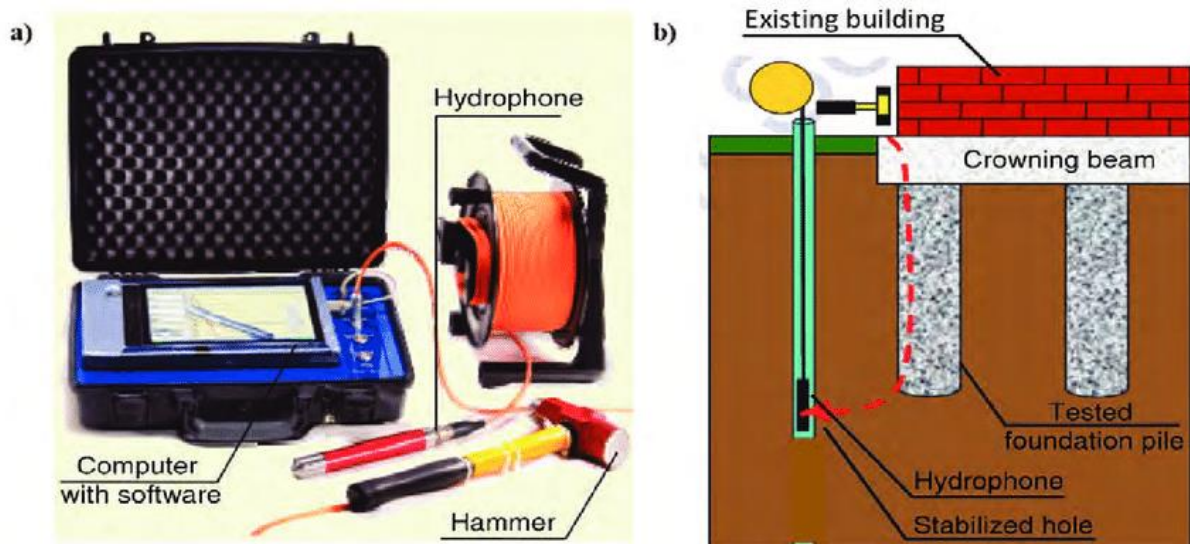 a)
Hydrophone
Computer
with software
Hammer
b)
Existing building
Crowning beam
Tested
foundation pile
Hydrophone
Stabilized hole